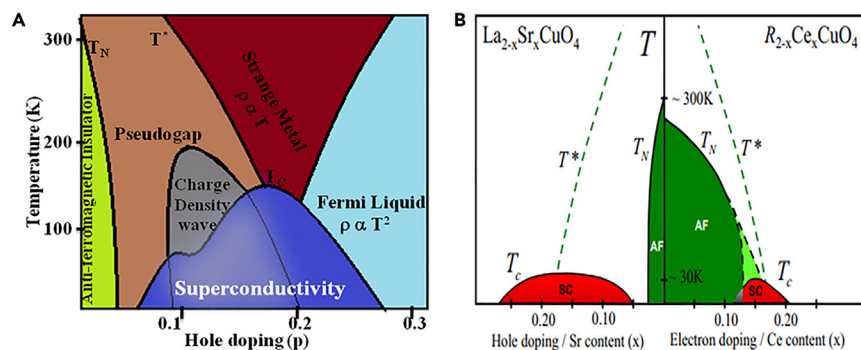 A
300
200
100
Temperature (K)
T_N
T*
Strange Metal
ρ α T
Pseudogap
Anti-ferromagnetic Insulator
Charge
Density
wave
T_C
Fermi Liquid
ρ α T²
Superconductivity
0.1
0.2
0.3
Hole doping (p)
B
La₂₋ₓSrₓCuO₄
T
R₂₋ₓCeₓCuO₄
~ 300K
T_N
T_N
T*
T*
AF
AF
~ 30K
T_c
SC
SC
T_c
0.20
0.10
0.10
0.20
Hole doping / Sr content (x)
Electron doping / Ce content (x)